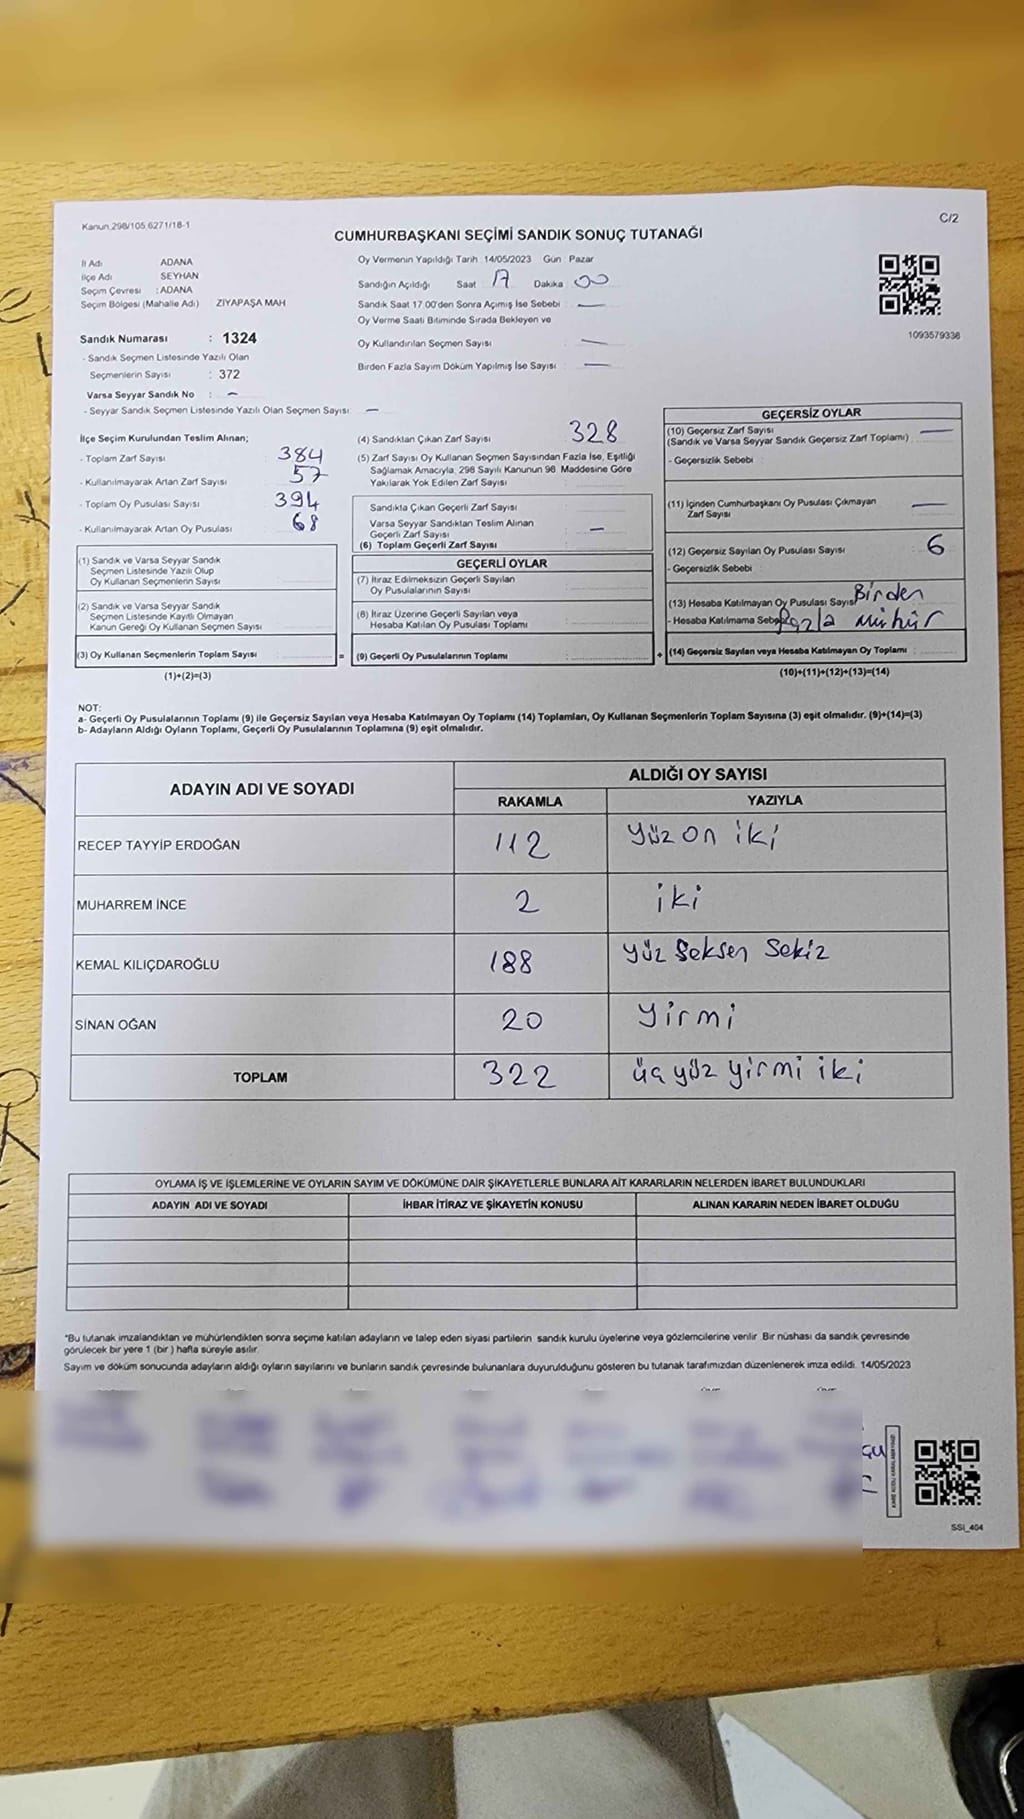 Kanun.298/105.6271/18-1
C/2
CUMHURBAŞKANI SEÇİMİ SANDIK SONUÇ TUTANAĞI
İl Adı ADANA
İlçe Adı SEYHAN
Seçim Çevresi : ADANA
Seçim Bölgesi (Mahalle Adı) ZİYAPAŞA MAH
Sandık Numarası : 1324
- Sandık Seçmen Listesinde Yazılı Olan
Seçmenlerin Sayısı : 372
Varsa Seyyar Sandık No : -
- Seyyar Sandık Seçmen Listesinde Yazılı Olan Seçmen Sayısı: -
Oy Vermenin Yapıldığı Tarih 14/05/2023 Gün : Pazar
Sandığın Açıldığı Saat 17 Dakika 00
Sandık Saat 17.00'den Sonra Açımış İse Sebebi : —
Oy Verme Saati Bitiminde Sırada Bekleyen ve
Oy Kullandırılan Seçmen Sayısı : —
Birden Fazla Sayım Döküm Yapılmış İse Sayısı : —
1093579336
İlçe Seçim Kurulundan Teslim Alınan;
- Toplam Zarf Sayısı 384
- Kullanılmayarak Artan Zarf Sayısı 57
- Toplam Oy Pusulası Sayısı 394
- Kullanılmayarak Artan Oy Pusulası 68
(1) Sandık ve Varsa Seyyar Sandık
Seçmen Listesinde Yazılı Olup
Oy Kullanan Seçmenlerin Sayısı
(2) Sandık ve Varsa Seyyar Sandık
Seçmen Listesinde Kayıtlı Olmayan
Kanun Gereği Oy Kullanan Seçmen Sayısı
(3) Oy Kullanan Seçmenlerin Toplam Sayısı :
(1)+(2)=(3)
(4) Sandıktan Çıkan Zarf Sayısı 328
(5) Zarf Sayısı Oy Kullanan Seçmen Sayısından Fazla İse, Eşitliği
Sağlamak Amacıyla, 298 Sayılı Kanunun 98. Maddesine Göre
Yakılarak Yok Edilen Zarf Sayısı :
Sandıkta Çıkan Geçerli Zarf Sayısı
Varsa Seyyar Sandıktan Teslim Alınan
Geçerli Zarf Sayısı —
(6) Toplam Geçerli Zarf Sayısı
GEÇERLİ OYLAR
(7) İtiraz Edilmeksizin Geçerli Sayılan
Oy Pusulalarının Sayısı
(8) İtiraz Üzerine Geçerli Sayılan veya
Hesaba Katılan Oy Pusulası Toplamı
= (9) Geçerli Oy Pusulalarının Toplamı
GEÇERSİZ OYLAR
(10) Geçersiz Zarf Sayısı —
(Sandık ve Varsa Seyyar Sandık Geçersiz Zarf Toplamı)
- Geçersizlik Sebebi :
(11) İçinden Cumhurbaşkanı Oy Pusulası Çıkmayan
Zarf Sayısı —
(12) Geçersiz Sayılan Oy Pusulası Sayısı 6
- Geçersizlik Sebebi :
(13) Hesaba Katılmayan Oy Pusulası Sayısı Birden
- Hesaba Katılmama Sebebi fazla mühür
+ (14) Geçersiz Sayılan veya Hesaba Katılmayan Oy Toplamı :
(10)+(11)+(12)+(13)=(14)
NOT:
a- Geçerli Oy Pusulalarının Toplamı (9) ile Geçersiz Sayılan veya Hesaba Katılmayan Oy Toplamı (14) Toplamları, Oy Kullanan Seçmenlerin Toplam Sayısına (3) eşit olmalıdır. (9)+(14)=(3)
b- Adayların Aldığı Oyların Toplamı, Geçerli Oy Pusulalarının Toplamına (9) eşit olmalıdır.
ADAYIN ADI VE SOYADI
ALDIĞI OY SAYISI
RAKAMLA YAZIYLA
RECEP TAYYİP ERDOĞAN 112 yüz on iki
MUHARREM İNCE 2 iki
KEMAL KILIÇDAROĞLU 188 yüz seksen sekiz
SİNAN OĞAN 20 yirmi
TOPLAM 322 üç yüz yirmi iki
OYLAMA İŞ VE İŞLEMLERİNE VE OYLARIN SAYIM VE DÖKÜMÜNE DAİR ŞİKAYETLERLE BUNLARA AİT KARARLARIN NELERDEN İBARET BULUNDUKLARI
ADAYIN ADI VE SOYADI İHBAR İTİRAZ VE ŞİKAYETİN KONUSU ALINAN KARARIN NEDEN İBARET OLDUĞU
*Bu tutanak imzalandıktan ve mühürlendikten sonra seçime katılan adayların ve talep eden siyasi partilerin sandık kurulu üyelerine veya gözlemcilerine verilir. Bir nüshası da sandık çevresinde
görülecek bir yere 1 (bir) hafta süreyle asılır.
Sayım ve döküm sonucunda adayların aldığı oyların sayılarını ve bunların sandık çevresinde bulunanlara duyurulduğunu gösteren bu tutanak tarafımızdan düzenlenerek imza edildi. 14/05/2023
SSI_404